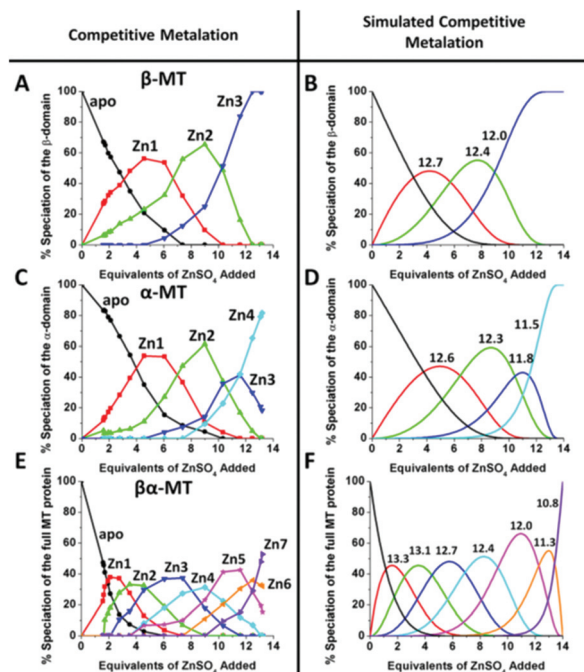 Competitive Metalation
Simulated Competitive
Metalation
A
β-MT
apo
Zn1
Zn2
Zn3
% Speciation of the β-domain
100
80
60
40
20
0
0 2 4 6 8 10 12 14
Equivalents of ZnSO4 Added
B
12.7
12.4
12.0
% Speciation of the β-domain
100
80
60
40
20
0
0 2 4 6 8 10 12 14
Equivalents of ZnSO4 Added
C
α-MT
apo
Zn1
Zn2
Zn4
Zn3
% Speciation of the α-domain
100
80
60
40
20
0
0 2 4 6 8 10 12 14
Equivalents of ZnSO4 Added
D
12.6
12.3
11.8
11.5
% Speciation of the α-domain
100
80
60
40
20
0
0 2 4 6 8 10 12 14
Equivalents of ZnSO4 Added
E
βα-MT
apo
Zn1
Zn2
Zn3
Zn4
Zn5
Zn7
Zn6
% Speciation of the full MT protein
100
80
60
40
20
0
0 2 4 6 8 10 12 14
Equivalents of ZnSO4 Added
F
13.3
13.1
12.7
12.4
12.0
11.3
10.8
% Speciation of the full MT protein
100
80
60
40
20
0
0 2 4 6 8 10 12 14
Equivalents of ZnSO4 Added